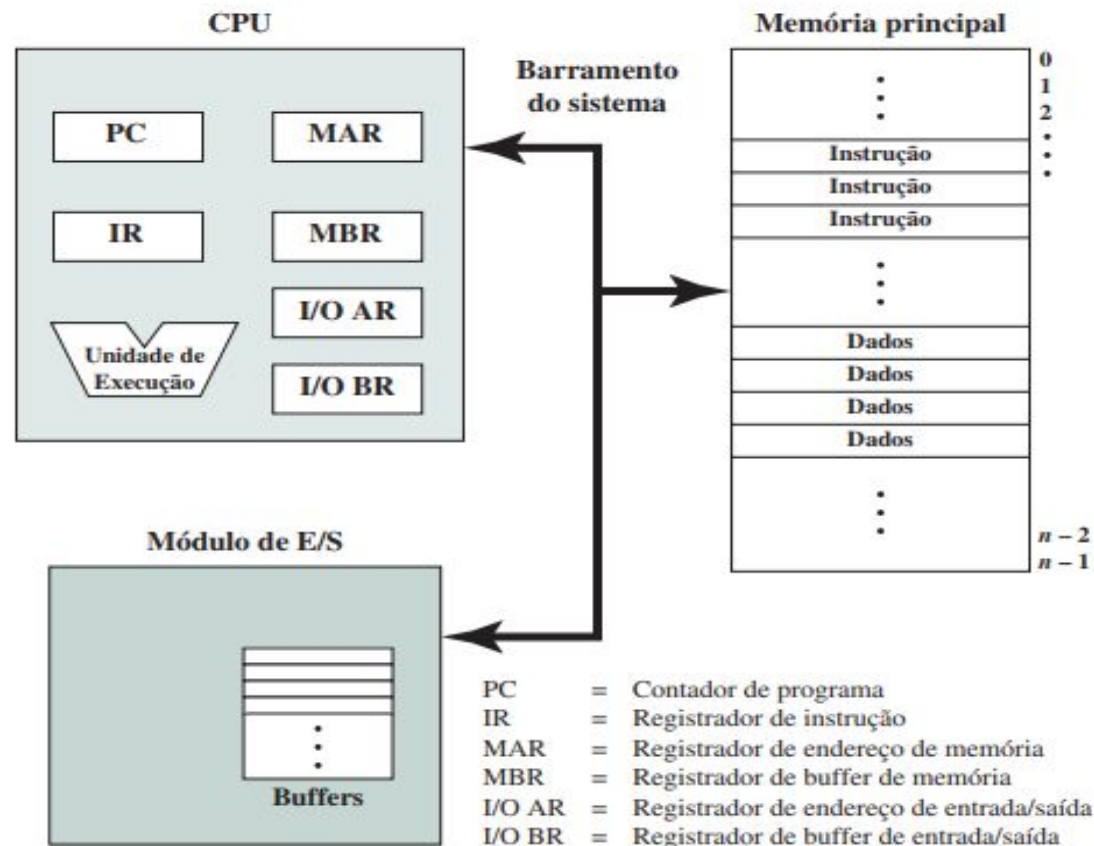 CPU
PC
MAR
IR
MBR
I/O AR
Unidade de
Execução
I/O BR
Barramento
do sistema
Memória principal
0
1
2
Instrução
Instrução
Instrução
Dados
Dados
Dados
Dados
n – 2
n – 1
Módulo de E/S
Buffers
PC = Contador de programa
IR = Registrador de instrução
MAR = Registrador de endereço de memória
MBR = Registrador de buffer de memória
I/O AR = Registrador de endereço de entrada/saída
I/O BR = Registrador de buffer de entrada/saída